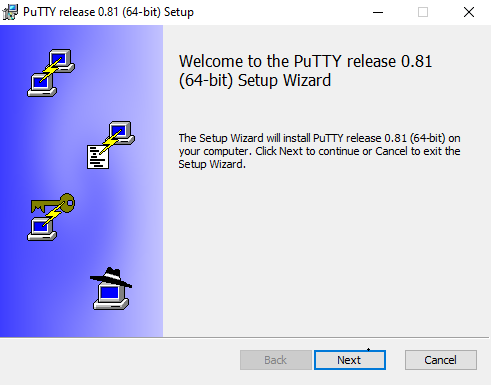 PuTTY release 0.81 (64-bit) Setup
Welcome to the PuTTY release 0.81
(64-bit) Setup Wizard
The Setup Wizard will install PuTTY release 0.81 (64-bit) on
your computer. Click Next to continue or Cancel to exit the
Setup Wizard.
Back
Next
Cancel